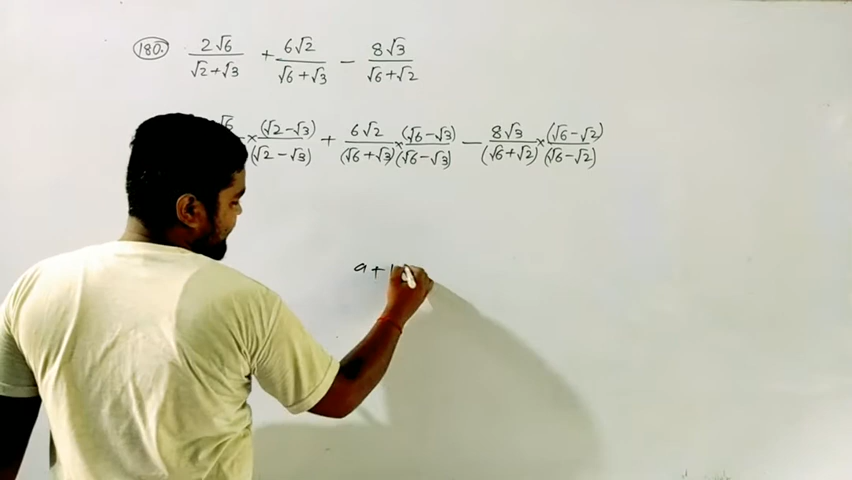 180. 2√6/(√2+√3) + 6√2/(√6+√3) − 8√3/(√6+√2)
√6 × (√2−√3)/(√2−√3) + 6√2/(√6+√3) × (√6−√3)/(√6−√3) − 8√3/(√6+√2) × (√6−√2)/(√6−√2)
a +